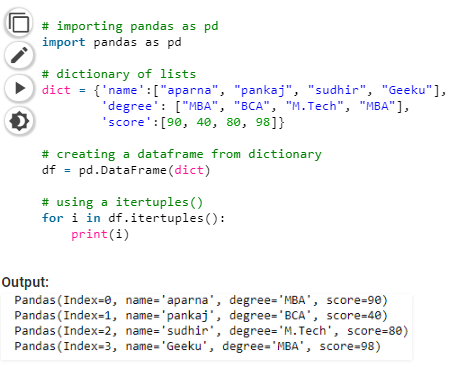 # importing pandas as pd
import pandas as pd
# dictionary of lists
dict = {'name':["aparna", "pankaj", "sudhir", "Geeku"],
'degree': ["MBA", "BCA", "M.Tech", "MBA"],
'score':[90, 40, 80, 98]}
# creating a dataframe from dictionary
df = pd.DataFrame(dict)
# using a itertuples()
for i in df.itertuples():
print(i)
Output:
Pandas(Index=0, name='aparna', degree='MBA', score=90)
Pandas(Index=1, name='pankaj', degree='BCA', score=40)
Pandas(Index=2, name='sudhir', degree='M.Tech', score=80)
Pandas(Index=3, name='Geeku', degree='MBA', score=98)